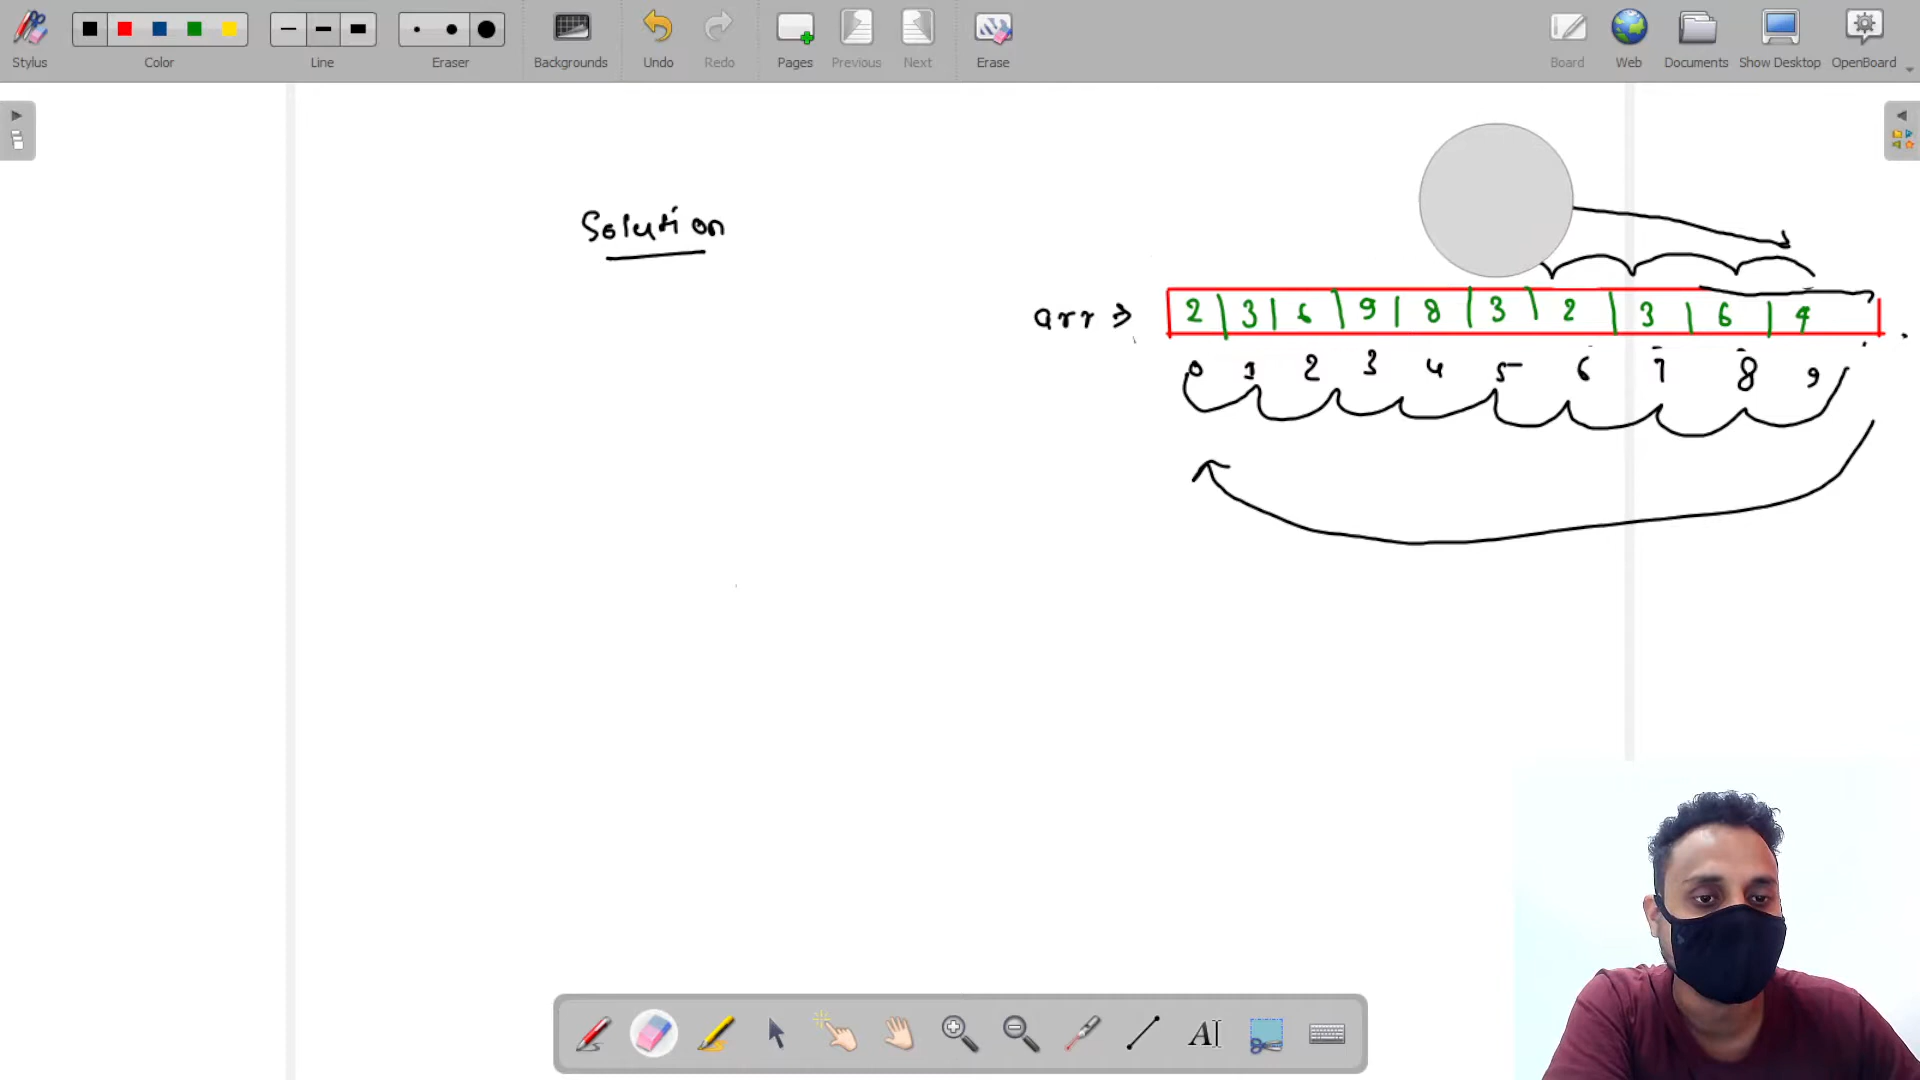 Stylus Color Line Eraser Backgrounds Undo Redo Pages Previous Next Erase Board Web Documents Show Desktop OpenBoard
Solution
arr → 2 3 6 9 8 3 2 3 6 9
0 1 2 3 4 5 6 7 8 9
AI